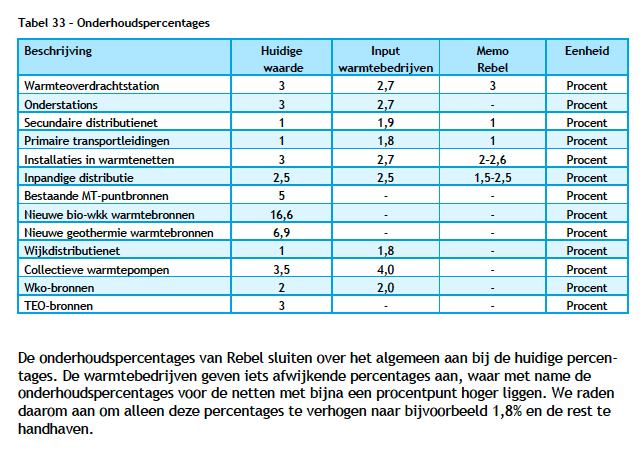 Tabel 33 – Onderhoudspercentages
Beschrijving Huidige waarde Input warmtebedrijven Memo Rebel Eenheid
Warmteoverdrachtstation 3 2,7 3 Procent
Onderstations 3 2,7 - Procent
Secundaire distributienet 1 1,9 1 Procent
Primaire transportleidingen 1 1,8 1 Procent
Installaties in warmtenetten 3 2,7 2-2,6 Procent
Inpandige distributie 2,5 2,5 1,5-2,5 Procent
Bestaande MT-puntbronnen 5 - - Procent
Nieuwe bio-wkk warmtebronnen 16,6 - - Procent
Nieuwe geothermie warmtebronnen 6,9 - - Procent
Wijkdistributienet 1 1,8 - Procent
Collectieve warmtepompen 3,5 4,0 - Procent
Wko-bronnen 2 2,0 - Procent
TEO-bronnen 3 - - Procent
De onderhoudspercentages van Rebel sluiten over het algemeen aan bij de huidige percen-
tages. De warmtebedrijven geven iets afwijkende percentages aan, waar met name de
onderhoudspercentages voor de netten met bijna een procentpunt hoger liggen. We raden
daarom aan om alleen deze percentages te verhogen naar bijvoorbeeld 1,8% en de rest te
handhaven.